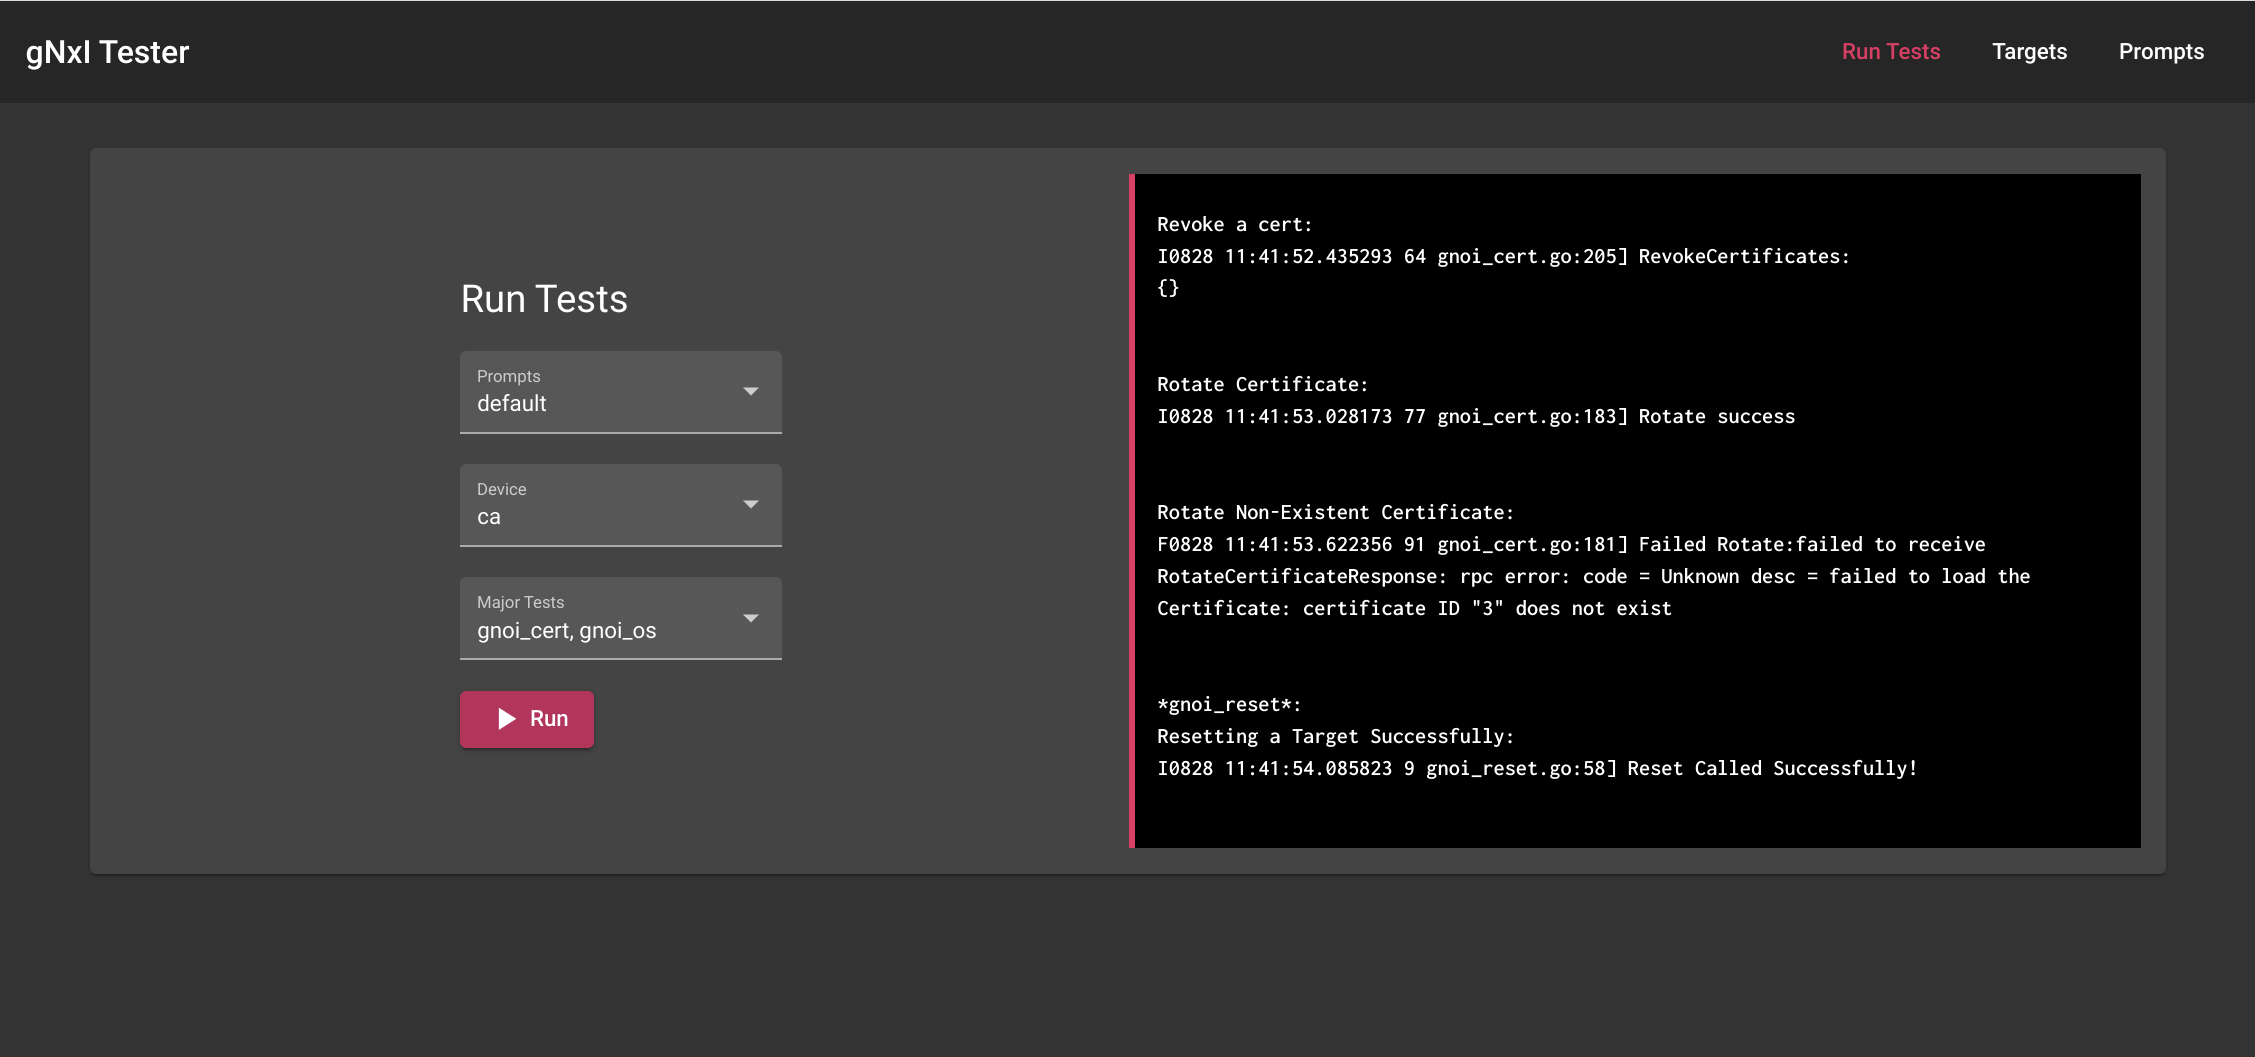 gNxI Tester
Run Tests
Targets
Prompts
Run Tests
Prompts
default
Device
ca
Major Tests
gnoi_cert, gnoi_os
Run
Revoke a cert:
I0828 11:41:52.435293 64 gnoi_cert.go:205] RevokeCertificates:
{}
Rotate Certificate:
I0828 11:41:53.028173 77 gnoi_cert.go:183] Rotate success
Rotate Non-Existent Certificate:
F0828 11:41:53.622356 91 gnoi_cert.go:181] Failed Rotate:failed to receive
RotateCertificateResponse: rpc error: code = Unknown desc = failed to load the
Certificate: certificate ID "3" does not exist
*gnoi_reset*:
Resetting a Target Successfully:
I0828 11:41:54.085823 9 gnoi_reset.go:58] Reset Called Successfully!